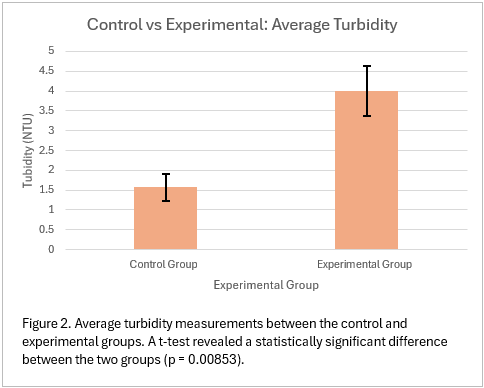 Control vs Experimental: Average Turbidity
Tubidity (NTU)
5
4.5
4
3.5
3
2.5
2
1.5
1
0.5
0
Control Group
Experimental Group
Experimental Group
Figure 2. Average turbidity measurements between the control and
experimental groups. A t-test revealed a statistically significant difference
between the two groups (p = 0.00853).